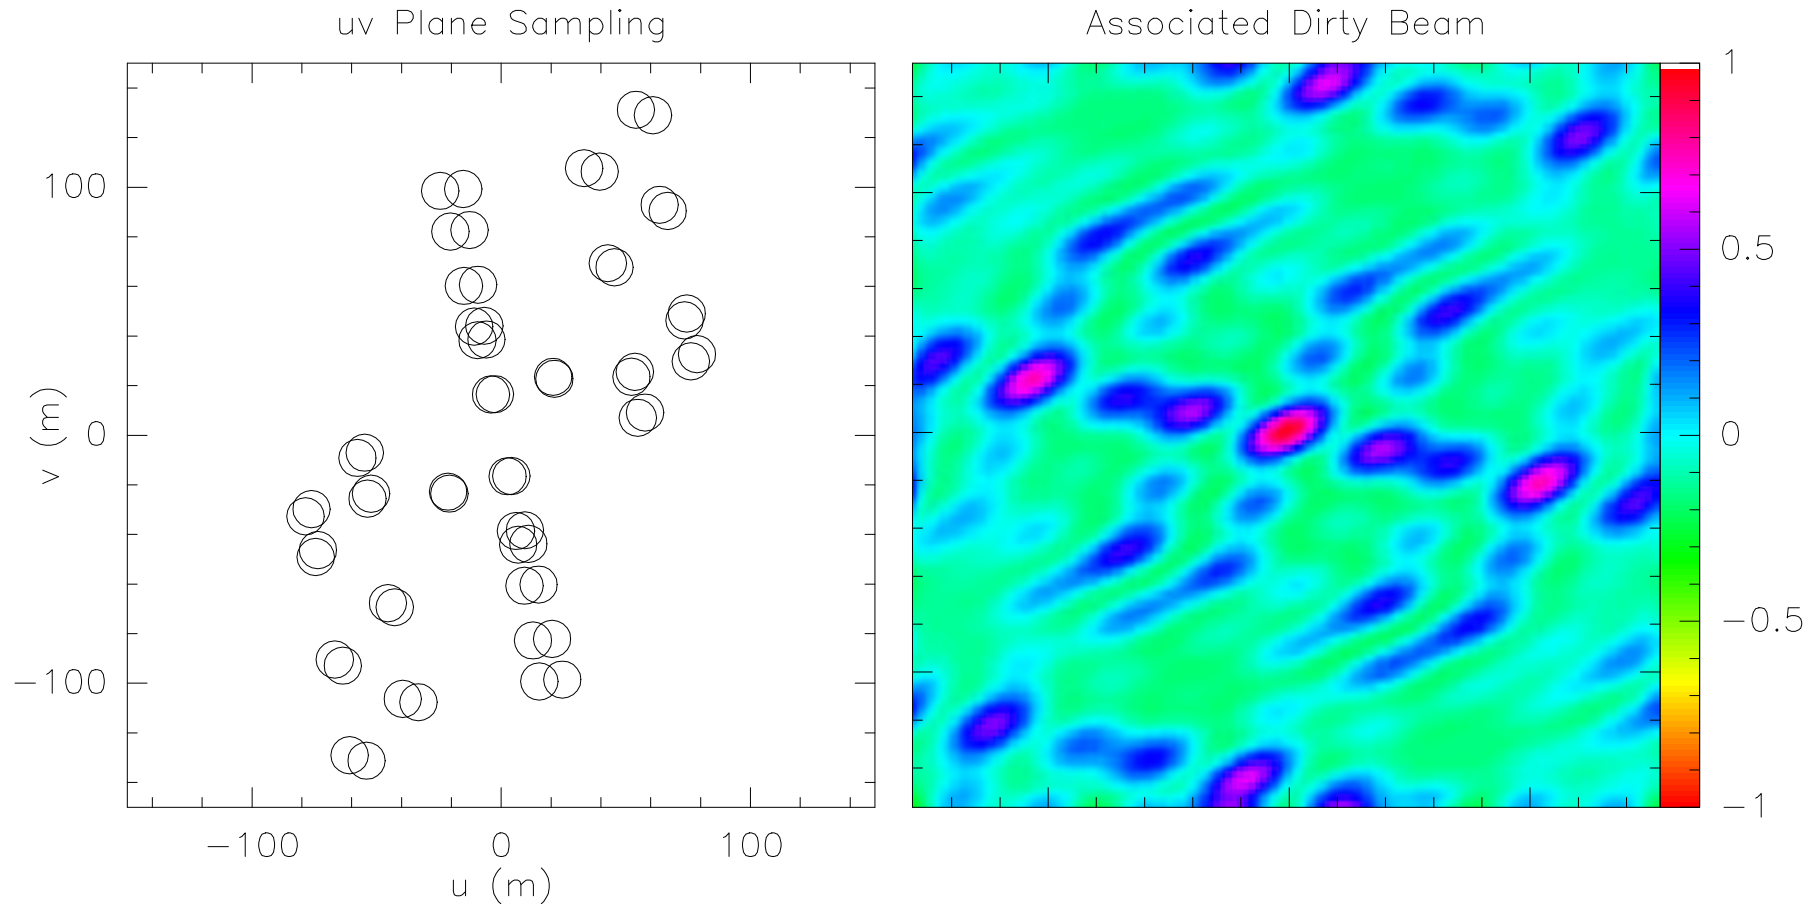 uv Plane Sampling
Associated Dirty Beam
100
0
−100
v (m)
−100 0 100
u (m)
1
0.5
0
−0.5
−1